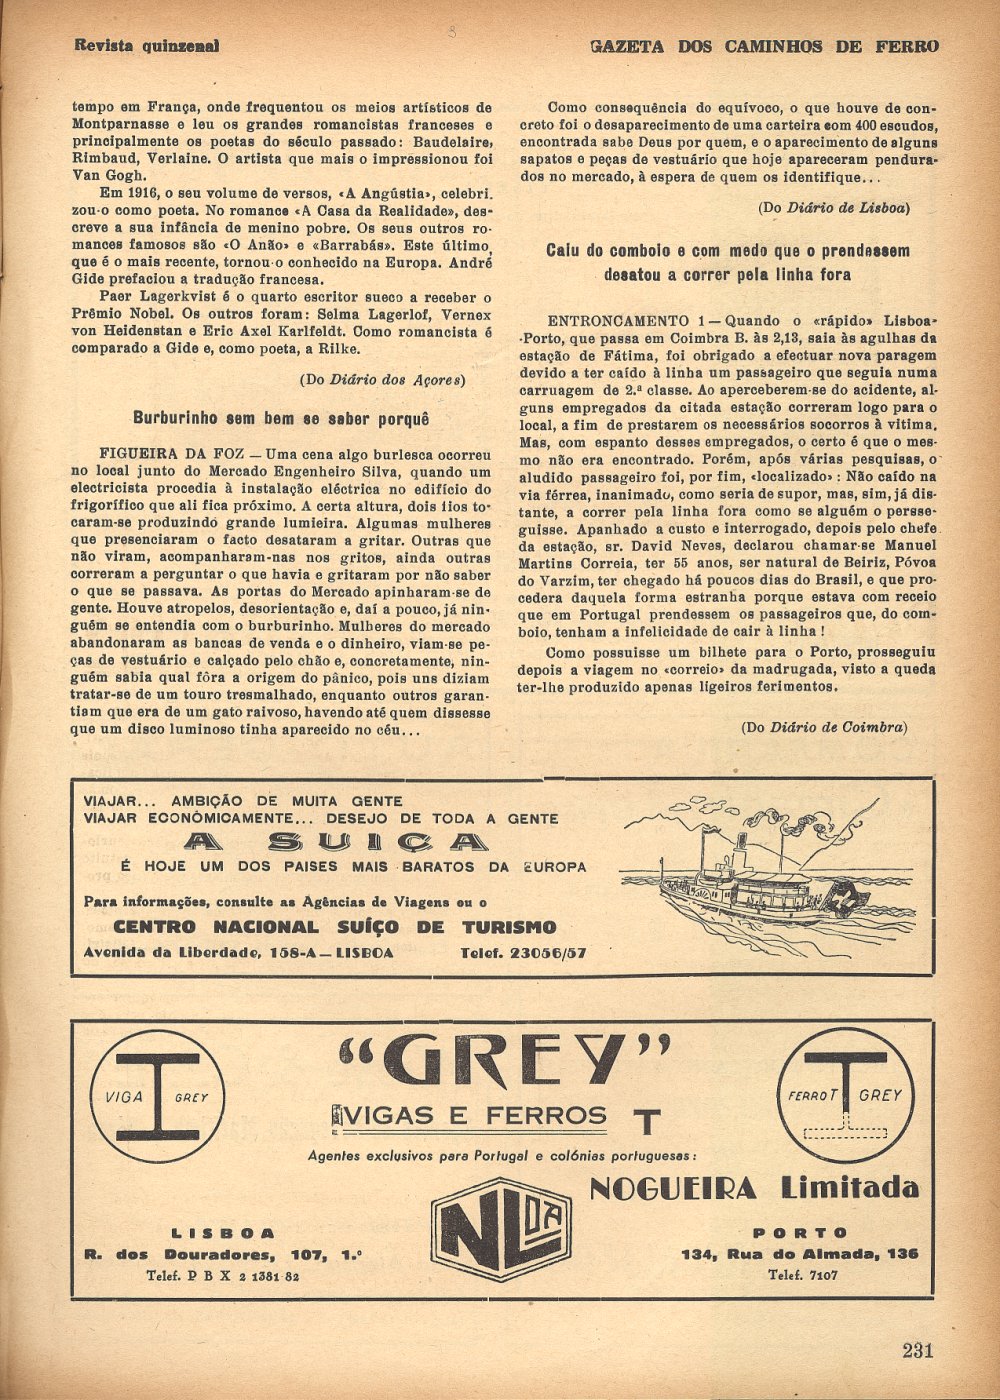 Revista quinzenal
GAZETA DOS CAMINHOS DE FERRO
tempo em França, onde frequentou os meios artísticos de
Montparnasse e leu os grandes romancistas franceses e
principalmente os poetas do século passado: Baudelaire,
Rimbaud, Verlaine. O artista que mais o impressionou foi
Van Gogh.
Em 1916, o seu volume de versos, «A Angústia», celebri.
zou-o como poeta. No romance «A Casa da Realidade», des-
creve a sua infância de menino pobre. Os seus outros ro-
mances famosos são «O Anão» e «Barrabás». Este último,
que é o mais recente, tornou-o conhecido na Europa. André
Gide prefaciou a tradução francesa.
Paer Lagerkvist é o quarto escritor sueco a receber o
Prêmio Nobel. Os outros foram: Selma Lagerlof, Vernex
von Heidenstan e Eric Axel Karlfeldt. Como romancista é
comparado a Gide e, como poeta, a Rilke.
(Do Diário dos Açores)
Burburinho sem bem se saber porquê
FIGUEIRA DA FOZ — Uma cena algo burlesca ocorreu
no local junto do Mercado Engenheiro Silva, quando um
electricista procedia à instalação eléctrica no edifício do
frigorífico que ali fica próximo. A certa altura, dois fios to-
caram-se produzindo grande lumieira. Algumas mulheres
que presenciaram o facto desataram a gritar. Outras que
não viram, acompanharam-nas nos gritos, ainda outras
correram a perguntar o que havia e gritaram por não saber
o que se passava. As portas do Mercado apinharam-se de
gente. Houve atropelos, desorientação e, daí a pouco, já nin-
guém se entendia com o burburinho. Mulheres do mercado
abandonaram as bancas de venda e o dinheiro, viam-se pe-
ças de vestuário e calçado pelo chão e, concretamente, nin-
guém sabia qual fôra a origem do pânico, pois uns diziam
tratar-se de um touro tresmalhado, enquanto outros garan-
tiam que era de um gato raivoso, havendo até quem dissesse
que um disco luminoso tinha aparecido no céu...
Como consequência do equívoco, o que houve de con-
creto foi o desaparecimento de uma carteira com 400 escudos,
encontrada sabe Deus por quem, e o aparecimento de alguns
sapatos e peças de vestuário que hoje apareceram pendura-
dos no mercado, à espera de quem os identifique...
(Do Diário de Lisboa)
Caiu do comboio e com medo que o prendessem
desatou a correr pela linha fora
ENTRONCAMENTO 1 — Quando o «rápido» Lisboa-
-Porto, que passa em Coimbra B. às 2,13, saia às agulhas da
estação de Fátima, foi obrigado a efectuar nova paragem
devido a ter caído à linha um passageiro que seguia numa
carruagem de 2.ª classe. Ao aperceberem-se do acidente, al-
guns empregados da citada estação correram logo para o
local, a fim de prestarem os necessários socorros à vitima.
Mas, com espanto desses empregados, o certo é que o mes-
mo não era encontrado. Porém, após várias pesquisas, o
aludido passageiro foi, por fim, «localizado»: Não caído na
via férrea, inanimado, como seria de supor, mas, sim, já dis-
tante, a correr pela linha fora como se alguém o persse-
guisse. Apanhado a custo e interrogado, depois pelo chefe
da estação, sr. David Neves, declarou chamar-se Manuel
Martins Correia, ter 55 anos, ser natural de Beiriz, Póvoa
do Varzim, ter chegado há poucos dias do Brasil, e que pro-
cedera daquela forma estranha porque estava com receio
que em Portugal prendessem os passageiros que, do com-
boio, tenham a infelicidade de cair à linha!
Como possuisse um bilhete para o Porto, prosseguiu
depois a viagem no «correio» da madrugada, visto a queda
ter-lhe produzido apenas ligeiros ferimentos.
(Do Diário de Coimbra)
VIAJAR... AMBIÇÃO DE MUITA GENTE
VIAJAR ECONÒMICAMENTE... DESEJO DE TODA A GENTE
A SUIÇA
É HOJE UM DOS PAISES MAIS BARATOS DA EUROPA
Para informações, consulte as Agências de Viagens ou o
CENTRO NACIONAL SUÍÇO DE TURISMO
Avenida da Liberdade, 158-A — LISBOA Telef. 23056/57
"GREY"
VIGA GREY
FERRO T GREY
VIGAS E FERROS T
Agentes exclusivos para Portugal e colónias portuguesas:
NOGUEIRA Limitada
NLDA
LISBOA
R. dos Douradores, 107, 1.º
Telef. P B X 2 1381-82
PORTO
134, Rua do Almada, 136
Telef. 7107
231